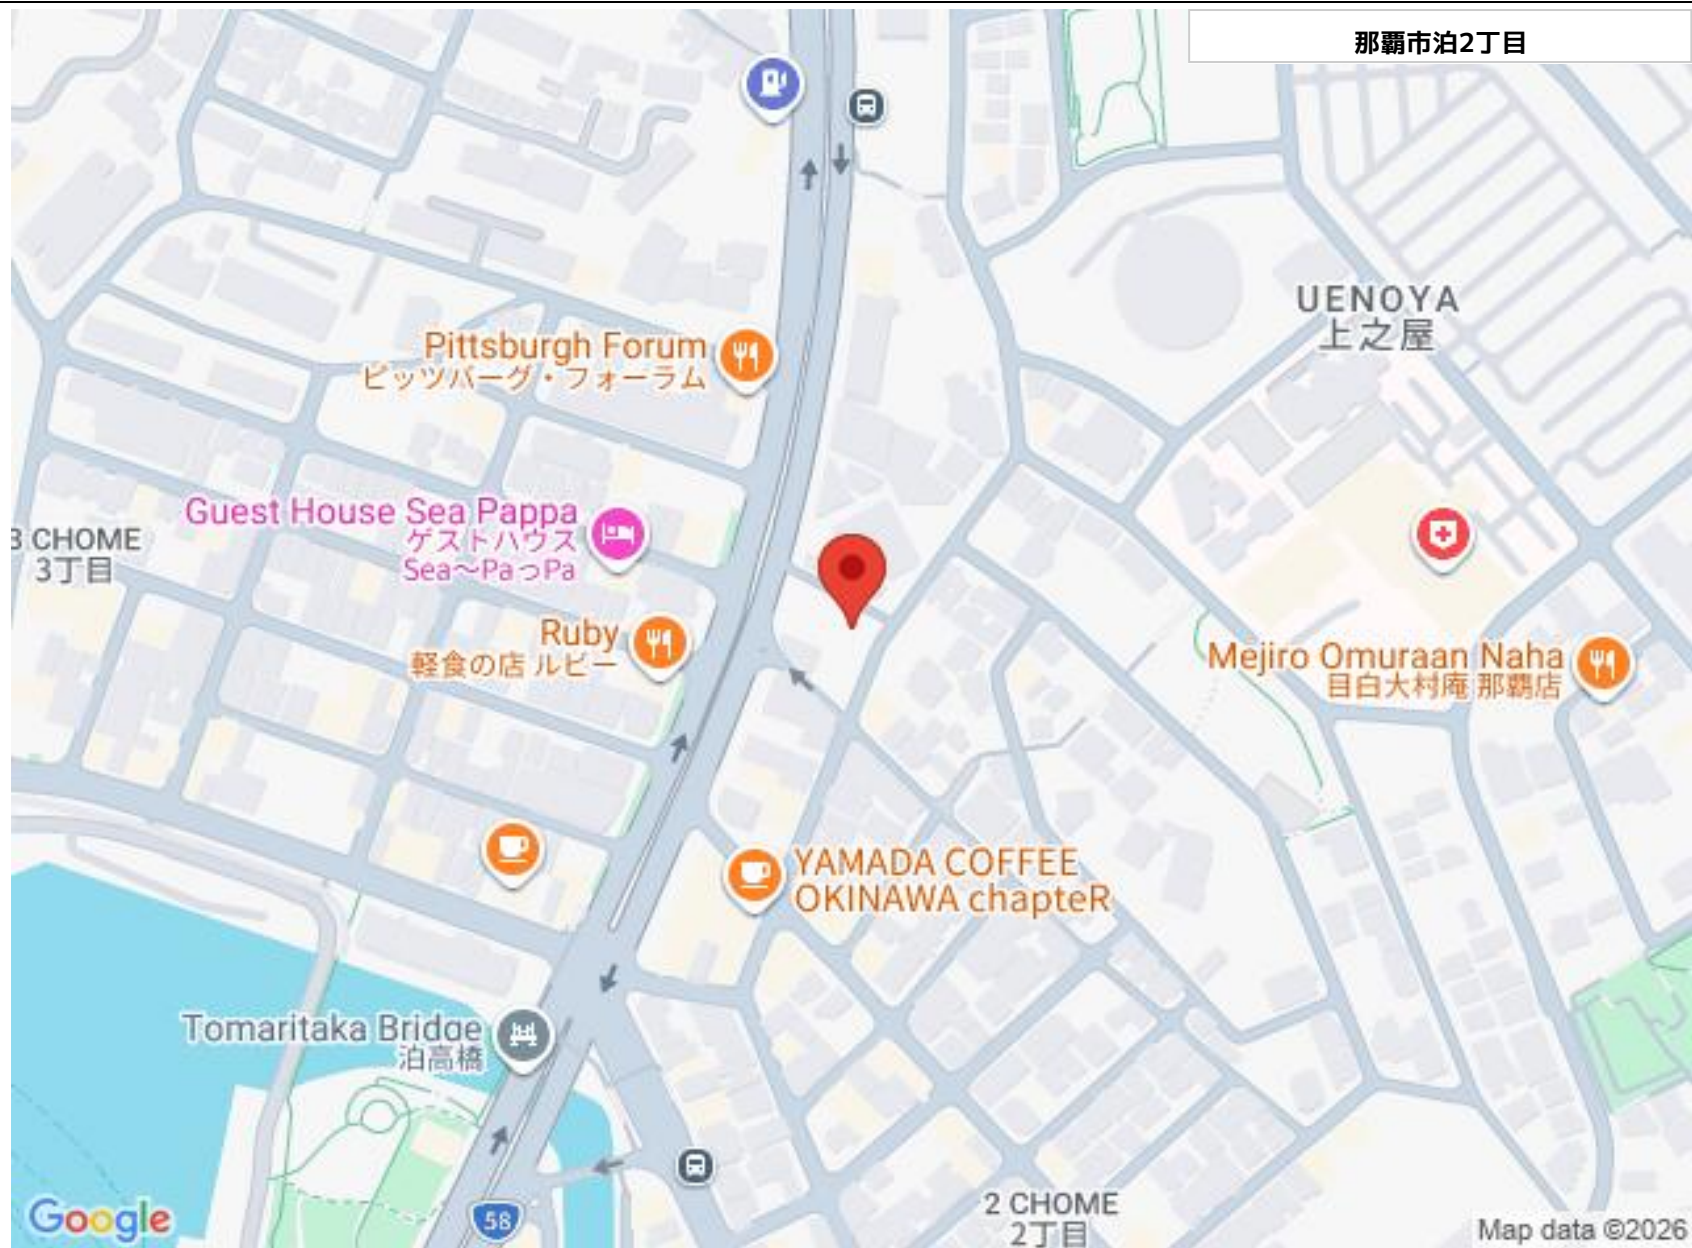 那覇市泊2丁目
UENOYA
上之屋
Pittsburgh Forum
ピッツバーグ・フォーラム
Guest House Sea Pappa
ゲストハウス
Sea～PaっPa
3 CHOME
3丁目
Ruby
軽食の店 ルビー
Mejiro Omuraan Naha
目白大村庵 那覇店
YAMADA COFFEE
OKINAWA chapteR
Tomaritaka Bridge
泊高橋
58
2 CHOME
2丁目
Google
Map data ©2026